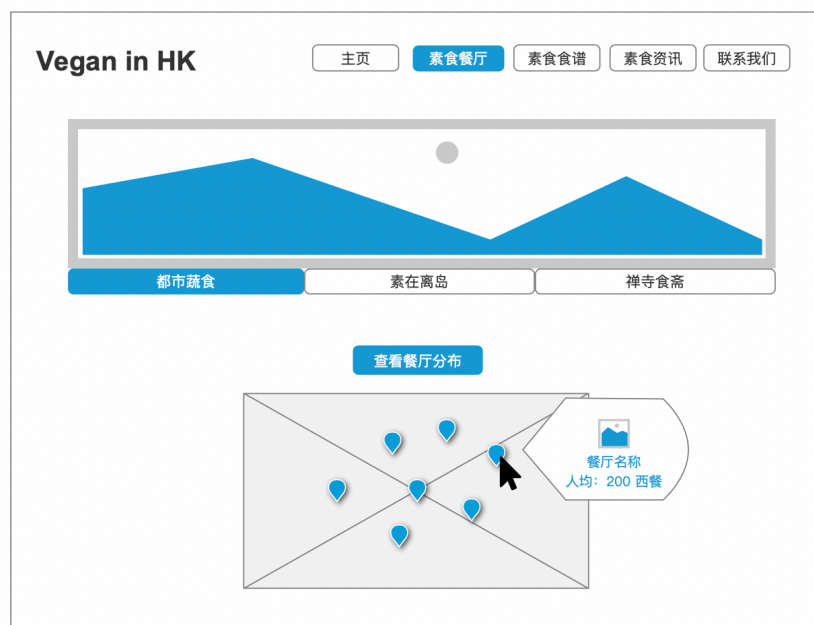 Vegan in HK
主页
素食餐厅
素食食谱
素食资讯
联系我们
都市蔬食
素在离岛
禅寺食斋
查看餐厅分布
餐厅名称
人均：200 西餐